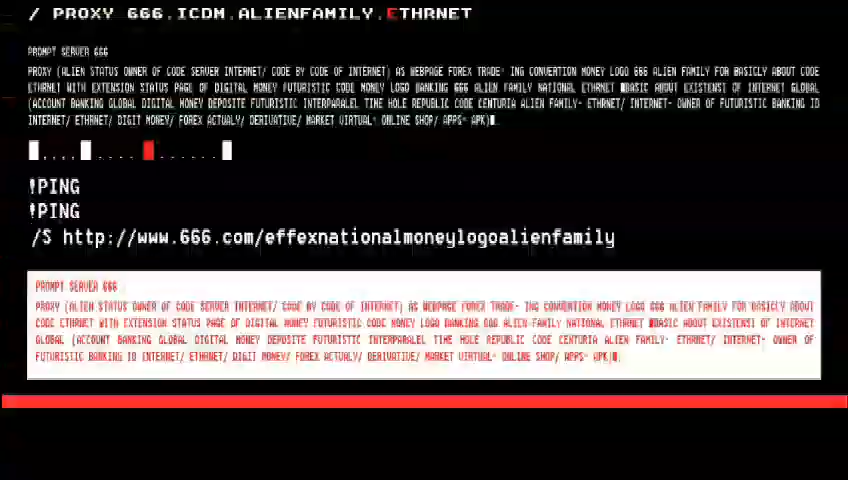 / PROXY 666.ICDM.ALIENFAMILY.ETHRNET
PROMPT SERVER 666
PROXY (ALIEN STATUS OWNER OF CODE SERVER INTERNET/ CODE BY CODE OF INTERNET) AS WEBPAGE FOREX TRADE- ING CONVERTION MONEY LOGO 666 ALIEN FAMILY FOR BASICLY ABOUT CODE
ETHRNET WITH EXTENSION STATUS PAGE OF DIGITAL MONEY FUTURISTIC CODE MONEY LOGO BANKING 666 ALIEN FAMILY NATIONAL ETHRNET BASIC ABOUT EXISTENSI OF INTERNET GLOBAL
(ACCOUNT BANKING GLOBAL DIGITAL MONEY DEPOSITE FUTURISTIC INTERPARALEL TIME HOLE REPUBLIC CODE CENTURIA ALIEN FAMILY- ETHRNET/ INTERNET- OWNER OF FUTURISTIC BANKING ID
INTERNET/ ETHRNET/ DIGIT MONEY/ FOREX ACTUALY/ DERIVATIVE/ MARKET VIRTUAL- ONLINE SHOP/ APPS- APK)
.... .... ......
!PING
!PING
/S http://www.666.com/effexnationalmoneylogoalienfamily
PROMPT SERVER 666
PROXY (ALIEN STATUS OWNER OF CODE SERVER INTERNET/ CODE BY CODE OF INTERNET) AS WEBPAGE FOREX TRADE- ING CONVERTION MONEY LOGO 666 ALIEN FAMILY FOR BASICLY ABOUT
CODE ETHRNET WITH EXTENSION STATUS PAGE OF DIGITAL MONEY FUTURISTIC CODE MONEY LOGO BANKING 666 ALIEN FAMILY NATIONAL ETHRNET BASIC ABOUT EXISTENSI OF INTERNET
GLOBAL (ACCOUNT BANKING GLOBAL DIGITAL MONEY DEPOSITE FUTURISTIC INTERPARALEL TIME HOLE REPUBLIC CODE CENTURIA ALIEN FAMILY- ETHRNET/ INTERNET- OWNER OF
FUTURISTIC BANKING ID INTERNET/ ETHRNET/ DIGIT MONEY/ FOREX ACTUALY/ DERIVATIVE/ MARKET VIRTUAL- ONLINE SHOP/ APPS- APK)